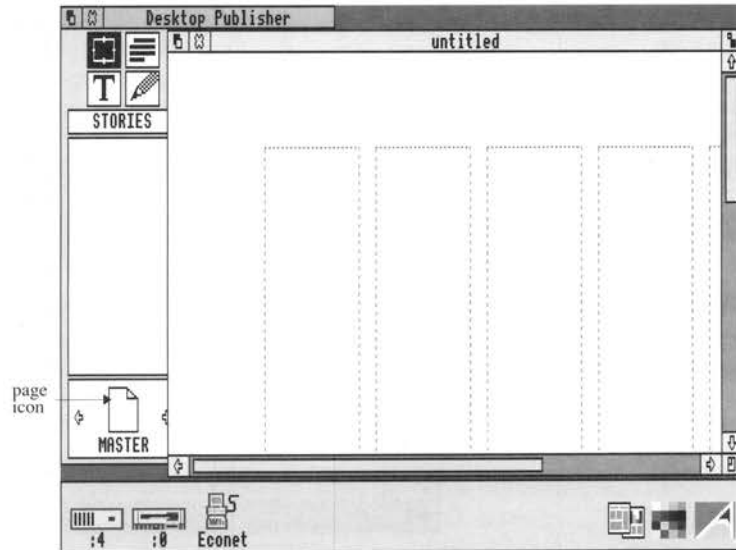 Desktop Publisher
untitled
T
STORIES
page
icon
MASTER
:4
:0
Econet